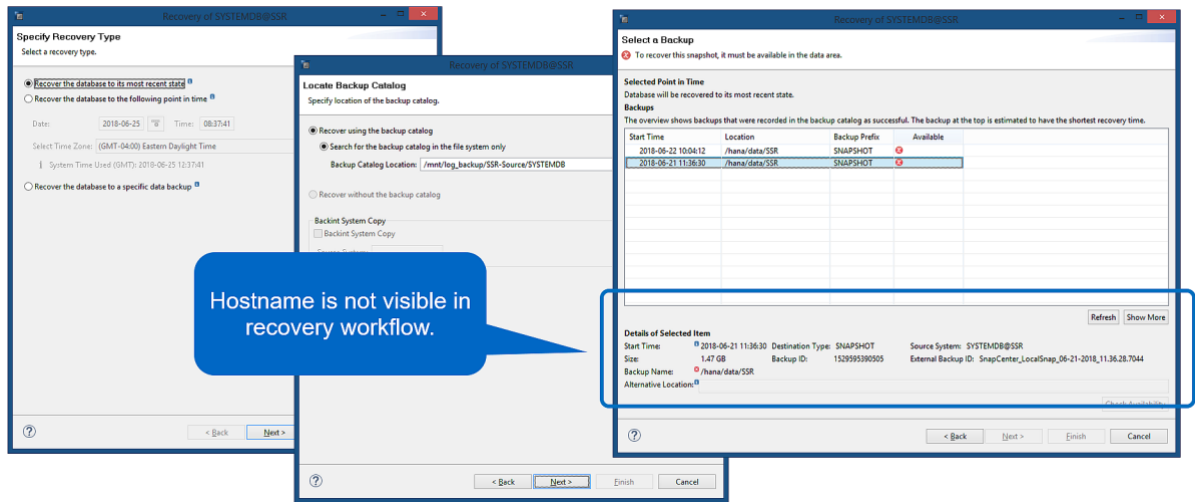 Recovery of SYSTEMDB@SSR
Specify Recovery Type
Select a recovery type.
Recover the database to its most recent state
Recover the database to the following point in time
Date: 2018-06-25 Time: 08:37:41
Select Time Zone: (GMT-04:00) Eastern Daylight Time
System Time Used (GMT): 2018-06-25 12:37:41
Recover the database to a specific data backup
< Back Next >
Recovery of SYSTEMDB@SSR
Locate Backup Catalog
Specify location of the backup catalog.
Recover using the backup catalog
Search for the backup catalog in the file system only
Backup Catalog Location: /mnt/log_backup/SSR-Source/SYSTEMDB
Recover without the backup catalog
Backint System Copy
Backint System Copy
Source System:
Hostname is not visible in
recovery workflow.
< Back Next > Finish Cancel
Recovery of SYSTEMDB@SSR
Select a Backup
To recover this snapshot, it must be available in the data area.
Selected Point in Time
Database will be recovered to its most recent state.
Backups
The overview shows backups that were recorded in the backup catalog as successful. The backup at the top is estimated to have the shortest recovery time.
Start Time Location Backup Prefix Available
2018-06-22 10:04:12 /hana/data/SSR SNAPSHOT
2018-06-21 11:36:30 /hana/data/SSR SNAPSHOT
Refresh Show More
Details of Selected Item
Start Time: 2018-06-21 11:36:30 Destination Type: SNAPSHOT Source System: SYSTEMDB@SSR
Size: 1.47 GB Backup ID: 1529595390505 External Backup ID: SnapCenter_LocalSnap_06-21-2018_11.36.28.7044
Backup Name: /hana/data/SSR
Alternative Location:
Check Availability
< Back Next > Finish Cancel